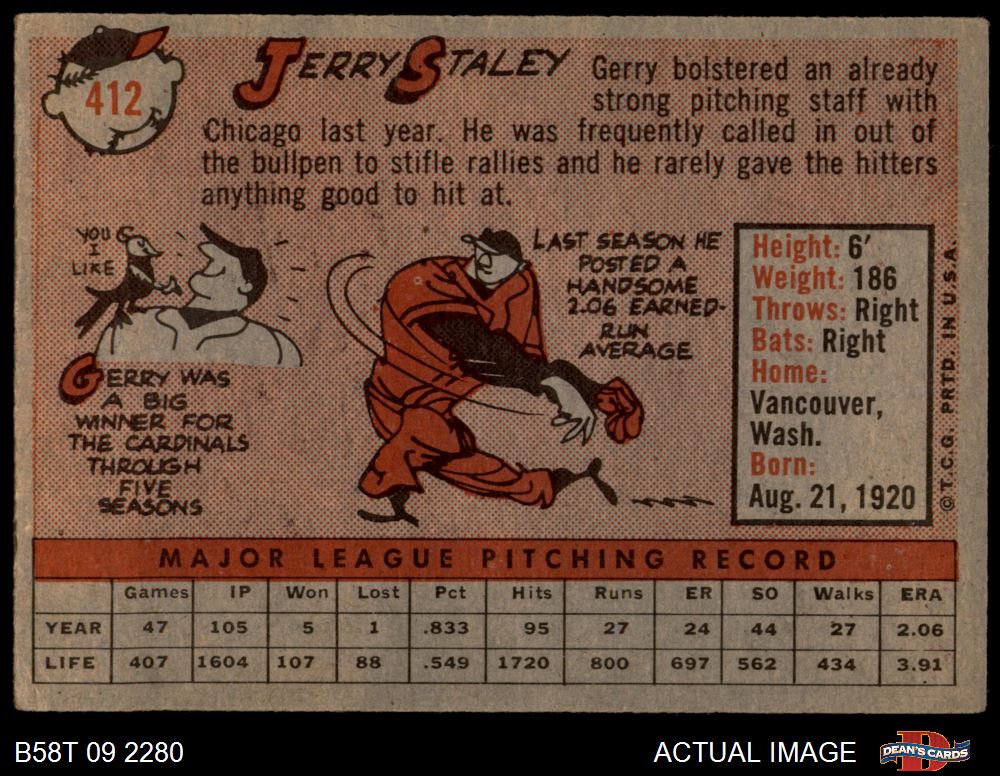 412
JERRY STALEY
Gerry bolstered an already
strong pitching staff with
Chicago last year. He was frequently called in out of
the bullpen to stifle rallies and he rarely gave the hitters
anything good to hit at.
YOU
I
LIKE
GERRY WAS
A BIG
WINNER FOR
THE CARDINALS
THROUGH
FIVE
SEASONS
LAST SEASON HE
POSTED A
HANDSOME
2.06 EARNED-
RUN
AVERAGE
Height: 6'
Weight: 186
Throws: Right
Bats: Right
Home:
Vancouver,
Wash.
Born:
Aug. 21, 1920
© T.C.G. PRTD. IN U.S.A.
MAJOR LEAGUE PITCHING RECORD
Games IP Won Lost Pct Hits Runs ER SO Walks ERA
YEAR 47 105 5 1 .833 95 27 24 44 27 2.06
LIFE 407 1604 107 88 .549 1720 800 697 562 434 3.91
B58T 09 2280
ACTUAL IMAGE
D
DEAN'S CARDS